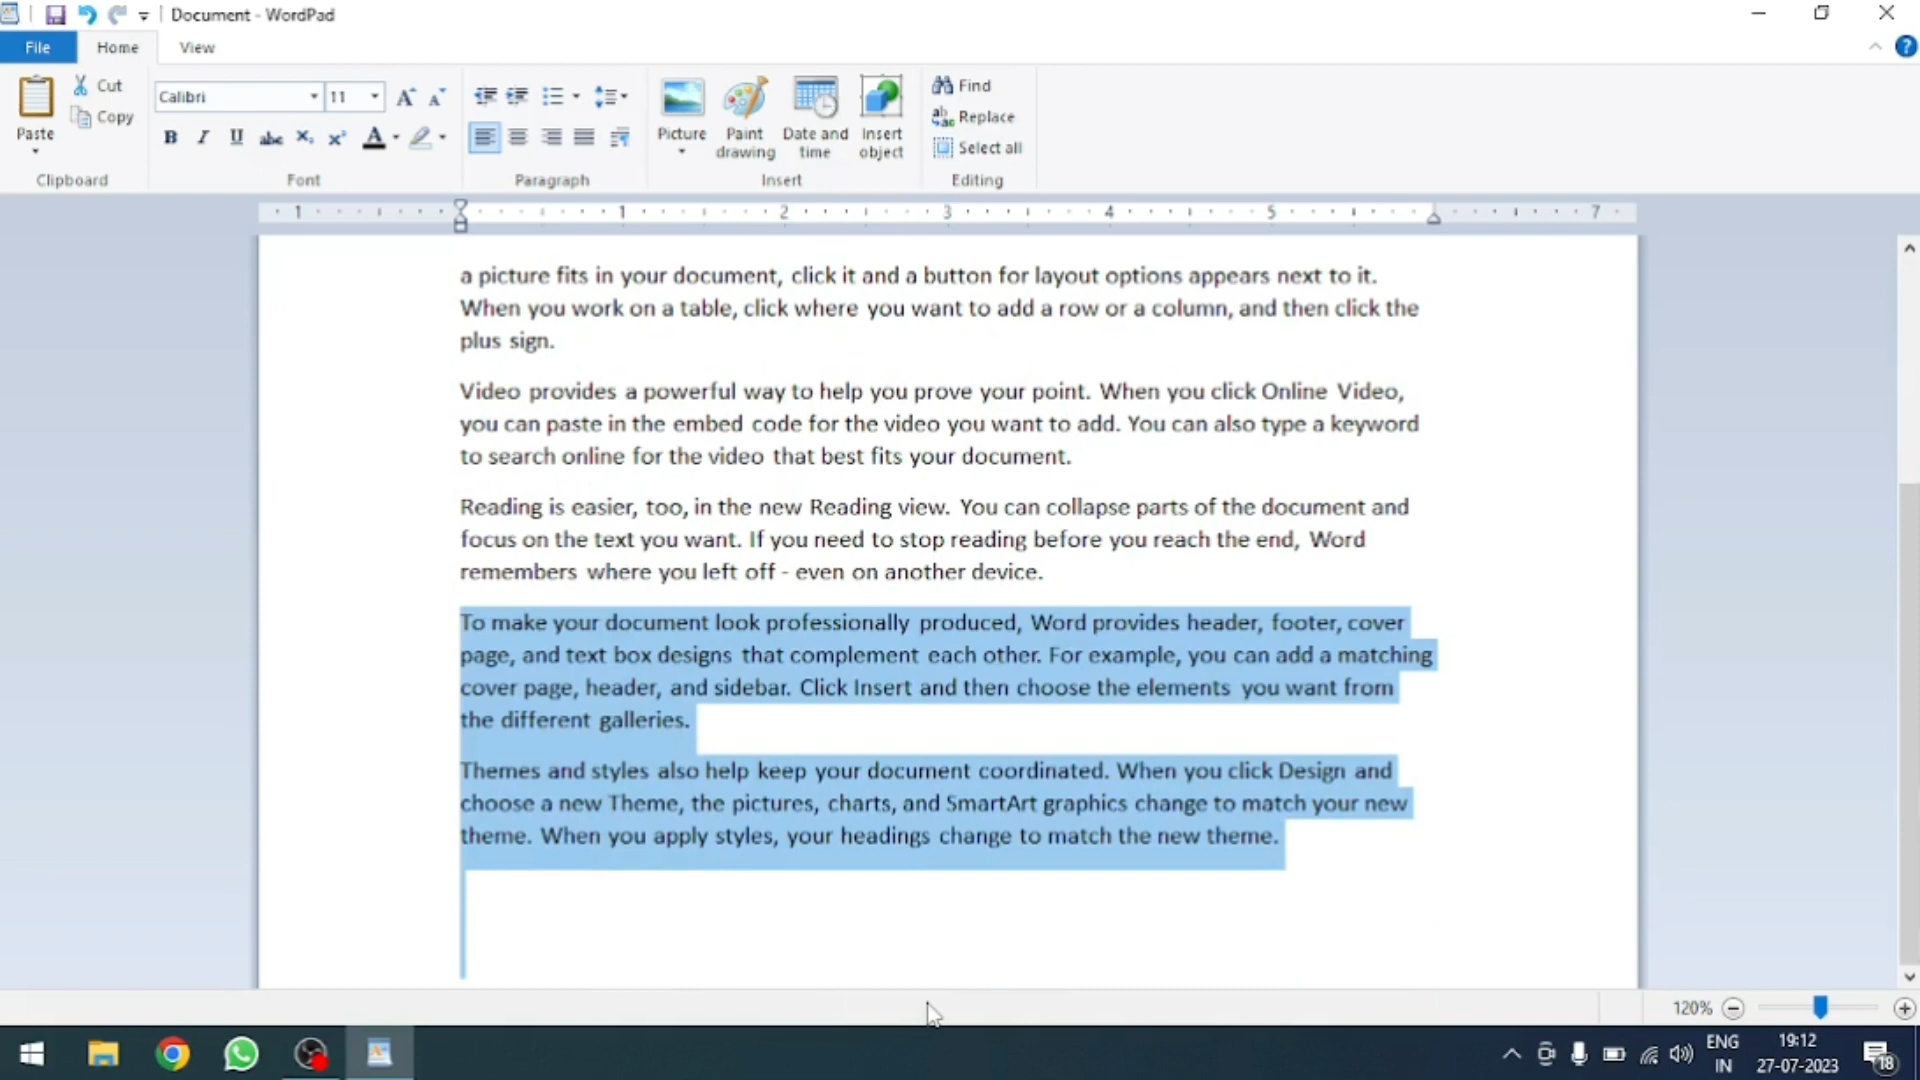 Document - WordPad
File
Home
View
Paste
Cut
Copy
Clipboard
Calibri
11
A
A
B
I
U
abc
X
X
A
Font
Paragraph
Picture
Paint drawing
Date and time
Insert object
Insert
Find
Replace
Select all
Editing
1 1 2 3 4 5 7
a picture fits in your document, click it and a button for layout options appears next to it.
When you work on a table, click where you want to add a row or a column, and then click the
plus sign.
Video provides a powerful way to help you prove your point. When you click Online Video,
you can paste in the embed code for the video you want to add. You can also type a keyword
to search online for the video that best fits your document.
Reading is easier, too, in the new Reading view. You can collapse parts of the document and
focus on the text you want. If you need to stop reading before you reach the end, Word
remembers where you left off - even on another device.
To make your document look professionally produced, Word provides header, footer, cover
page, and text box designs that complement each other. For example, you can add a matching
cover page, header, and sidebar. Click Insert and then choose the elements you want from
the different galleries.
Themes and styles also help keep your document coordinated. When you click Design and
choose a new Theme, the pictures, charts, and SmartArt graphics change to match your new
theme. When you apply styles, your headings change to match the new theme.
120%
ENG
IN
19:12
27-07-2023
18